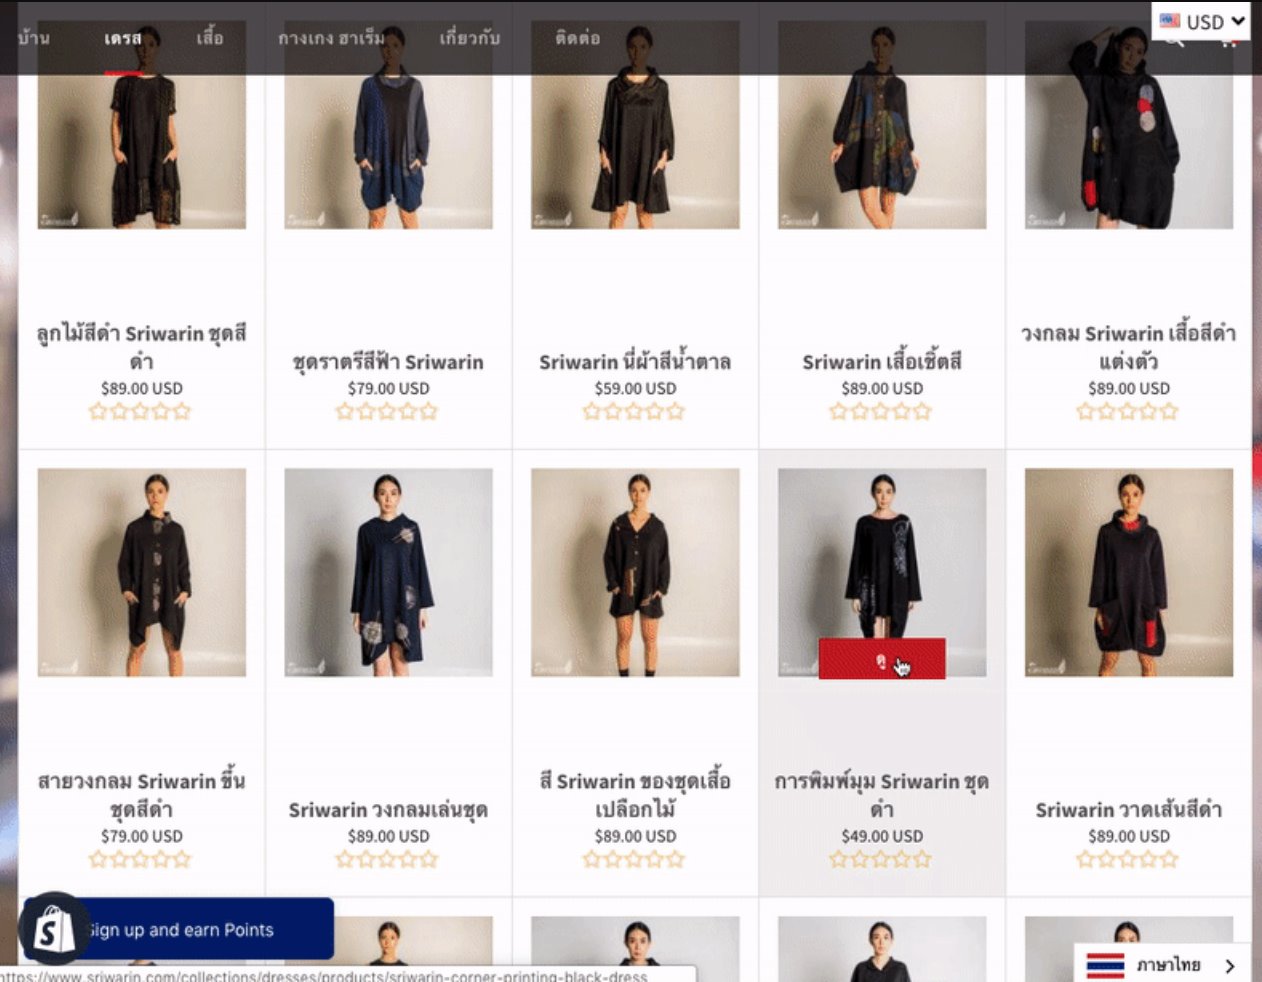 บ้าน เดรส เสื้อ กางเกง ฮาเร็ม เกี่ยวกับ ติดต่อ
USD
ลูกไม้สีดำ Sriwarin ชุดสี
ดำ
$89.00 USD
ชุดราตรีสีฟ้า Sriwarin
$79.00 USD
Sriwarin นี่ผ้าสีน้ำตาล
$59.00 USD
Sriwarin เสื้อเชิ้ตสี
$89.00 USD
วงกลม Sriwarin เสื้อสีดำ
แต่งตัว
$89.00 USD
สายวงกลม Sriwarin ขึ้น
ชุดสีดำ
$79.00 USD
Sriwarin วงกลมเล่นชุด
$89.00 USD
สี Sriwarin ของชุดเสื้อ
เปลือกไม้
$89.00 USD
ดู
การพิมพ์มุม Sriwarin ชุด
ดำ
$49.00 USD
Sriwarin วาดเส้นสีดำ
$89.00 USD
Sign up and earn Points
ภาษาไทย
https://www.sriwarin.com/collections/dresses/products/sriwarin-corner-printing-black-dress